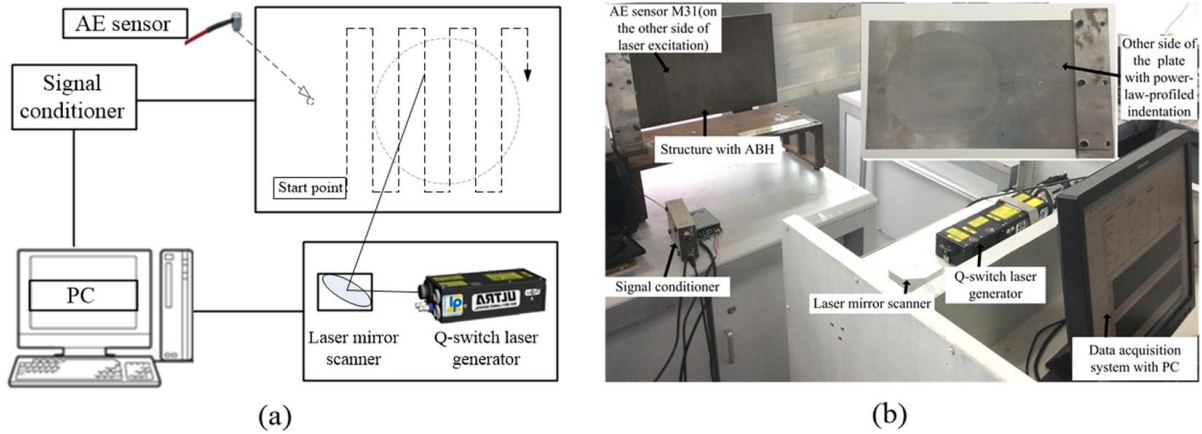 AE sensor
Signal
conditioner
Start point
PC
Laser mirror
scanner
ULTRA
Q-switch laser
generator
(a)
AE sensor M31(on
the other side of
laser excitation)
Structure with ABH
Other side of
the plate
with power-
law-profiled
indentation
Signal conditioner
Laser mirror scanner
Q-switch laser
generator
Data acquisition
system with PC
(b)